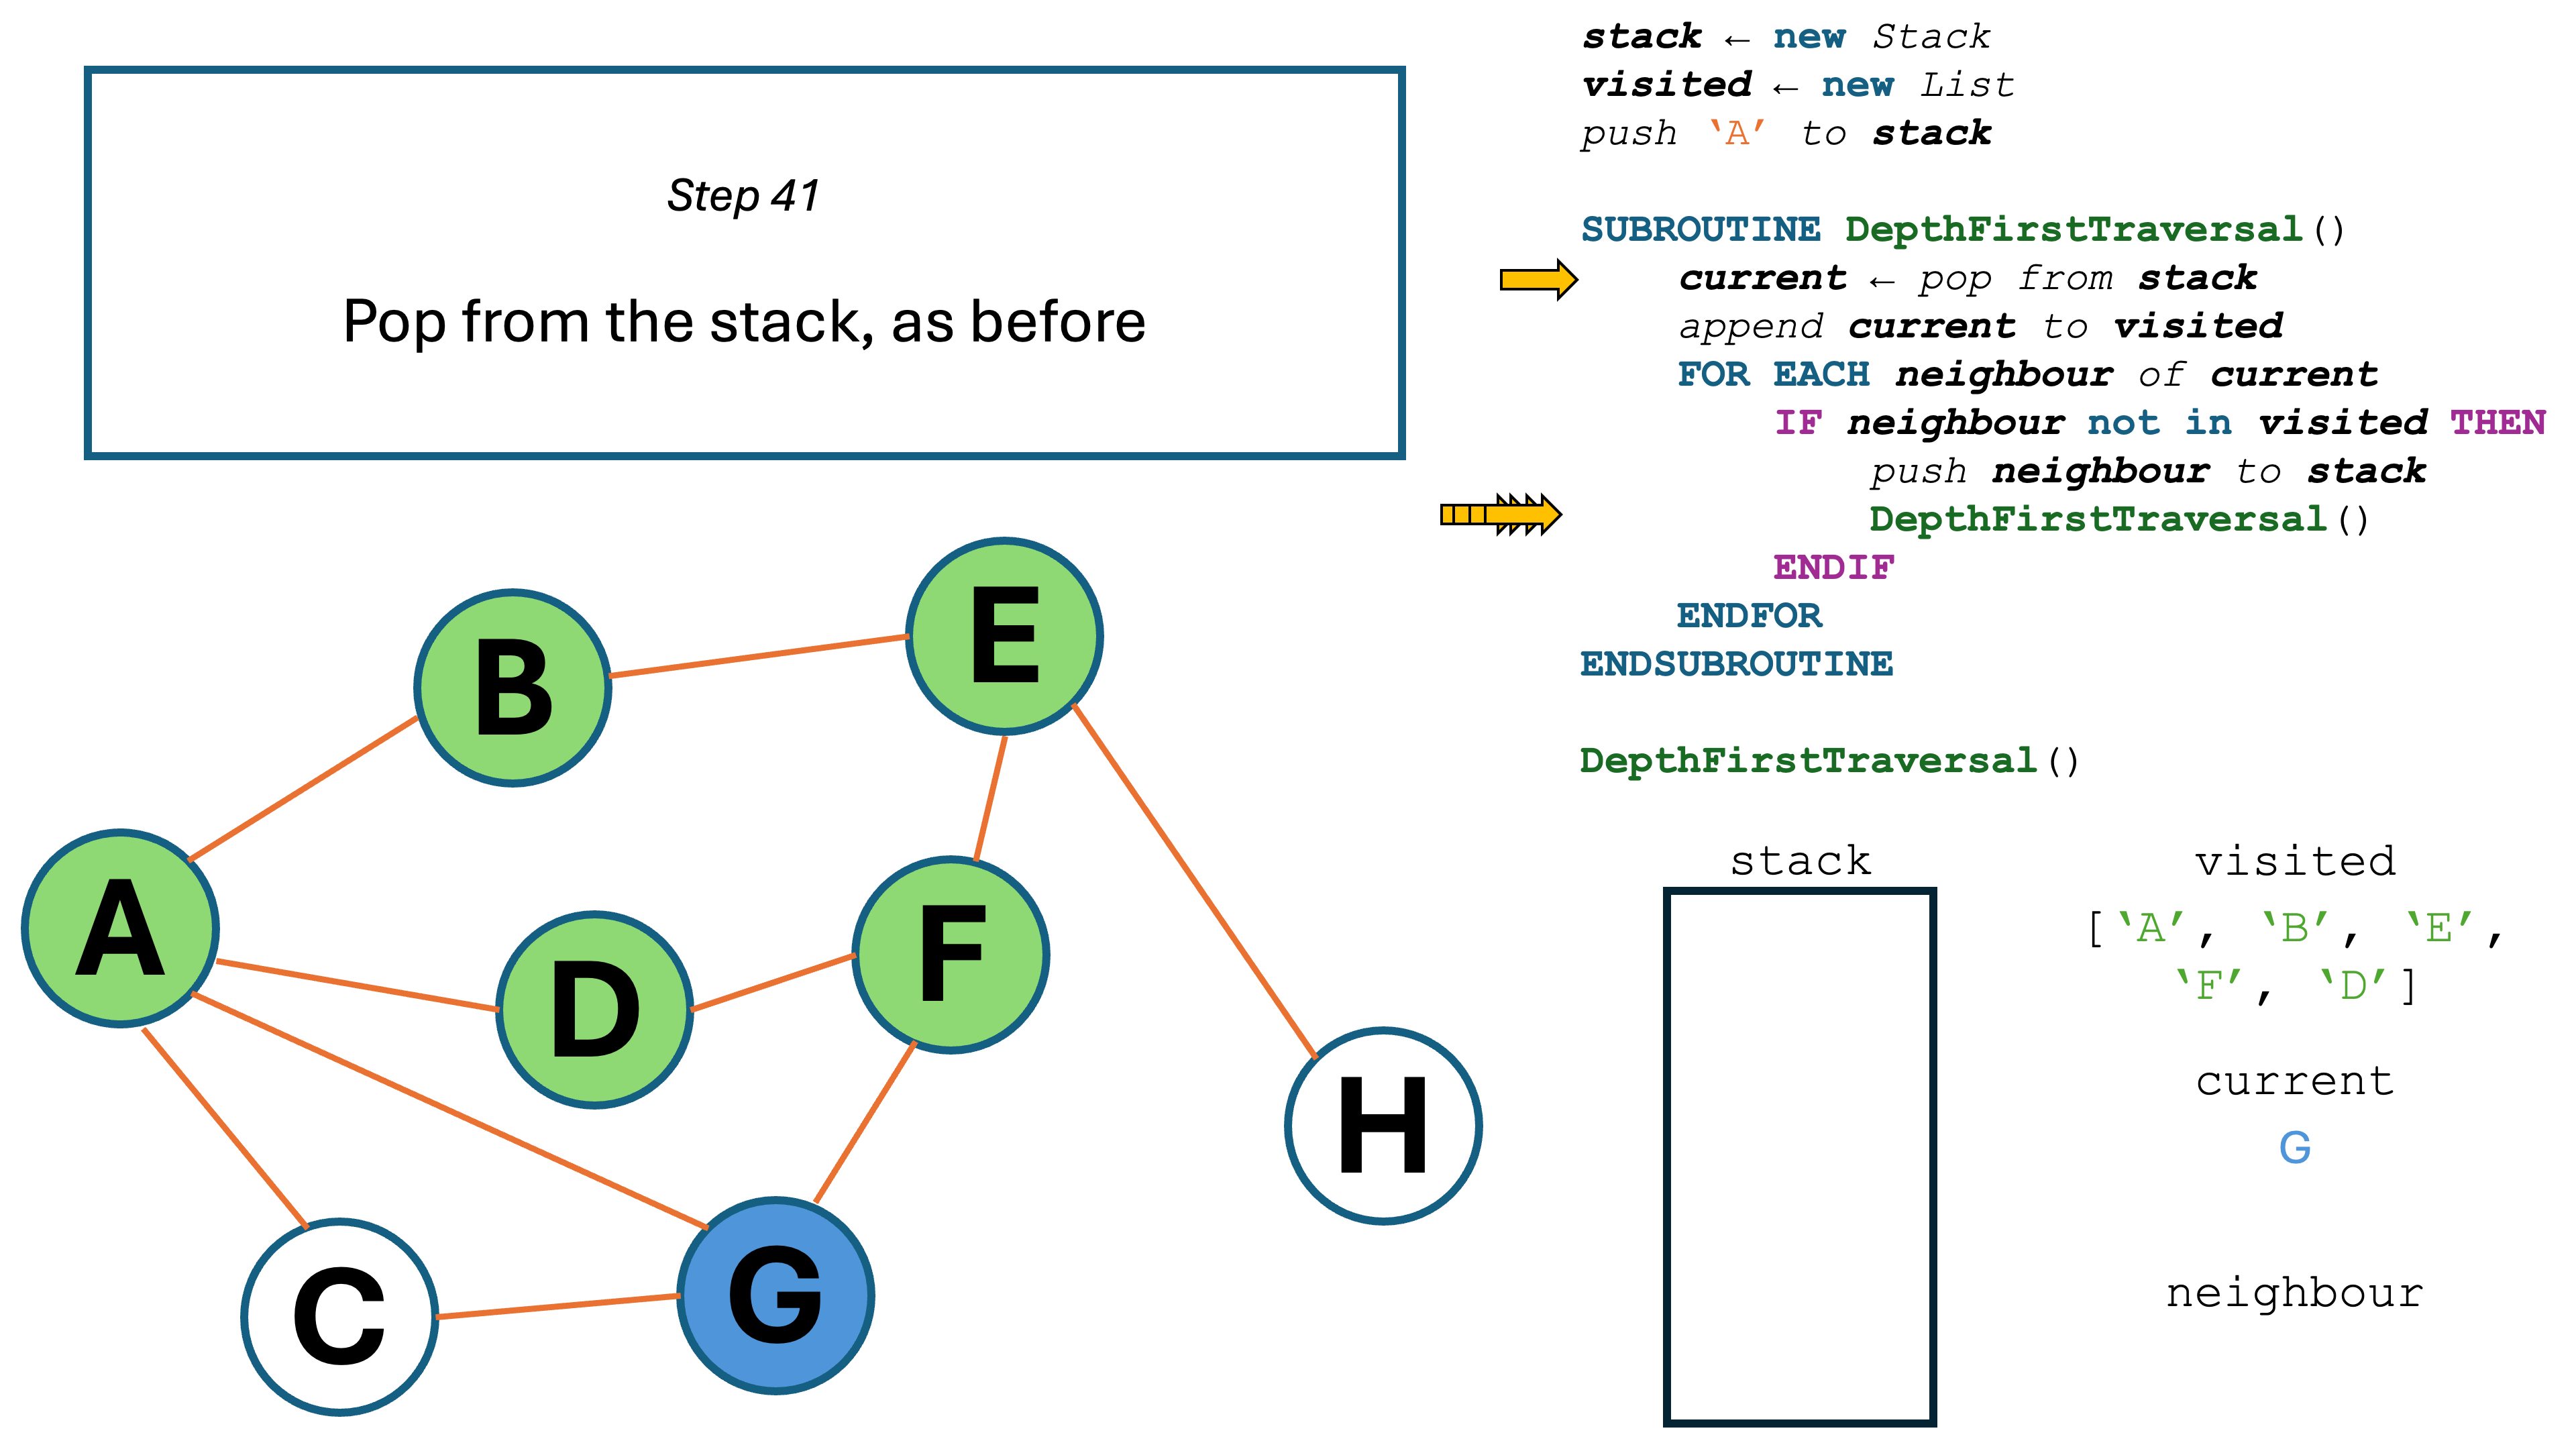 Step 41
Pop from the stack, as before
stack ← new Stack
visited ← new List
push ‘A’ to stack
SUBROUTINE DepthFirstTraversal()
current ← pop from stack
append current to visited
FOR EACH neighbour of current
IF neighbour not in visited THEN
push neighbour to stack
DepthFirstTraversal()
ENDIF
ENDFOR
ENDSUBROUTINE
DepthFirstTraversal()
B
E
A
D
F
H
C
G
stack
visited
[‘A’, ‘B’, ‘E’,
‘F’, ‘D’]
current
G
neighbour